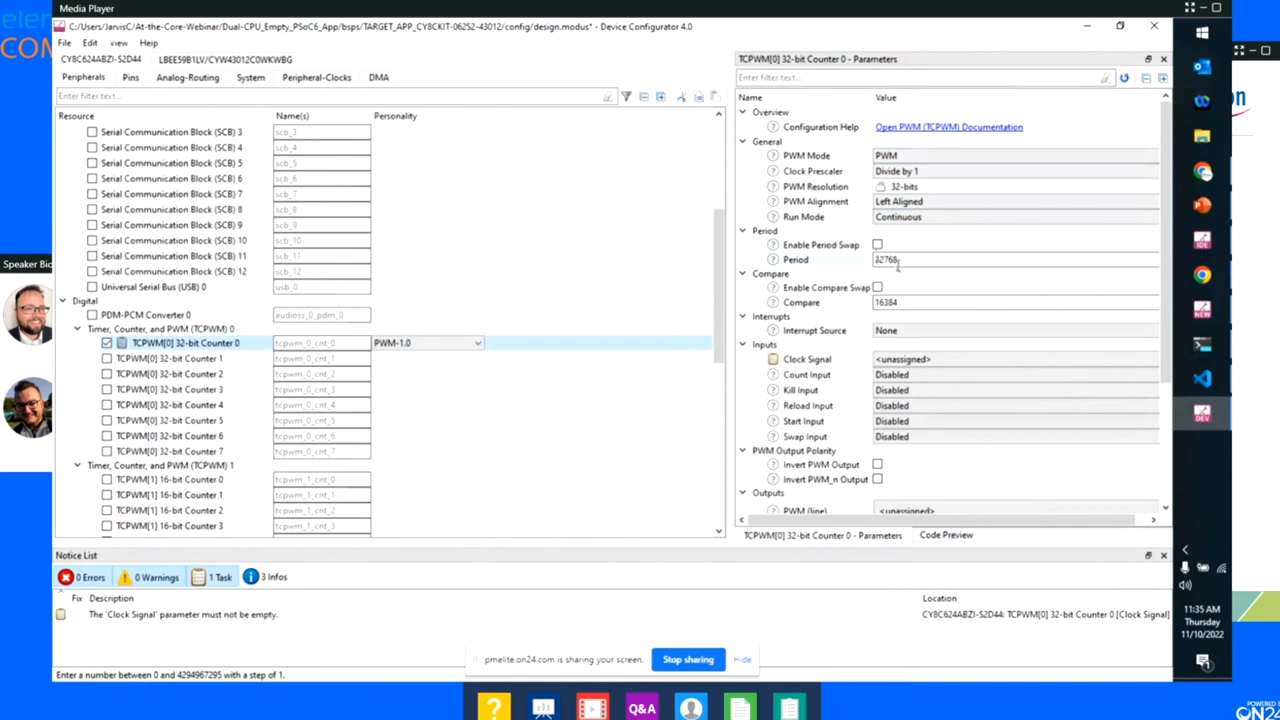 Media Player
ele
COM
C:/Users/JarvisC/At-the-Core-Webinar/Dual-CPU_Empty_PSoC6_App/bsps/TARGET_APP_CY8CKIT-062S2-43012/config/design.modus* - Device Configurator 4.0
File Edit View Help
CY8C624ABZI-S2D44 LBEE59B1LV/CYW43012C0WKWBG
Peripherals Pins Analog-Routing System Peripheral-Clocks DMA
Enter filter text...
Resource Name(s) Personality
Serial Communication Block (SCB) 3 scb_3
Serial Communication Block (SCB) 4 scb_4
Serial Communication Block (SCB) 5 scb_5
Serial Communication Block (SCB) 6 scb_6
Serial Communication Block (SCB) 7 scb_7
Serial Communication Block (SCB) 8 scb_8
Serial Communication Block (SCB) 9 scb_9
Serial Communication Block (SCB) 10 scb_10
Serial Communication Block (SCB) 11 scb_11
Serial Communication Block (SCB) 12 scb_12
Universal Serial Bus (USB) 0 usb_0
Digital
PDM-PCM Converter 0 audioss_0_pdm_0
Timer, Counter, and PWM (TCPWM) 0
TCPWM[0] 32-bit Counter 0 tcpwm_0_cnt_0 PWM-1.0
TCPWM[0] 32-bit Counter 1 tcpwm_0_cnt_1
TCPWM[0] 32-bit Counter 2 tcpwm_0_cnt_2
TCPWM[0] 32-bit Counter 3 tcpwm_0_cnt_3
TCPWM[0] 32-bit Counter 4 tcpwm_0_cnt_4
TCPWM[0] 32-bit Counter 5 tcpwm_0_cnt_5
TCPWM[0] 32-bit Counter 6 tcpwm_0_cnt_6
TCPWM[0] 32-bit Counter 7 tcpwm_0_cnt_7
Timer, Counter, and PWM (TCPWM) 1
TCPWM[1] 16-bit Counter 0 tcpwm_1_cnt_0
TCPWM[1] 16-bit Counter 1 tcpwm_1_cnt_1
TCPWM[1] 16-bit Counter 2 tcpwm_1_cnt_2
TCPWM[1] 16-bit Counter 3 tcpwm_1_cnt_3
TCPWM[0] 32-bit Counter 0 - Parameters
Enter filter text...
Name Value
Overview
Configuration Help Open PWM (TCPWM) Documentation
General
PWM Mode PWM
Clock Prescaler Divide by 1
PWM Resolution 32-bits
PWM Alignment Left Aligned
Run Mode Continuous
Period
Enable Period Swap
Period 32768
Compare
Enable Compare Swap
Compare 16384
Interrupts
Interrupt Source None
Inputs
Clock Signal <unassigned>
Count Input Disabled
Kill Input Disabled
Reload Input Disabled
Start Input Disabled
Swap Input Disabled
PWM Output Polarity
Invert PWM Output
Invert PWM_n Output
Outputs
PWM (line) <unassigned>
TCPWM[0] 32-bit Counter 0 - Parameters Code Preview
Notice List
0 Errors 0 Warnings 1 Task 3 Infos
Fix Description Location
The 'Clock Signal' parameter must not be empty. CY8C624ABZI-S2D44: TCPWM[0] 32-bit Counter 0 [Clock Signal]
pmelite.on24.com is sharing your screen. Stop sharing Hide
Enter a number between 0 and 4294967295 with a step of 1.
Speaker Bio
IDE
NEW
DEV
on
11:35 AM
Thursday
11/10/2022
1
? Q&A
POWERED
ON24